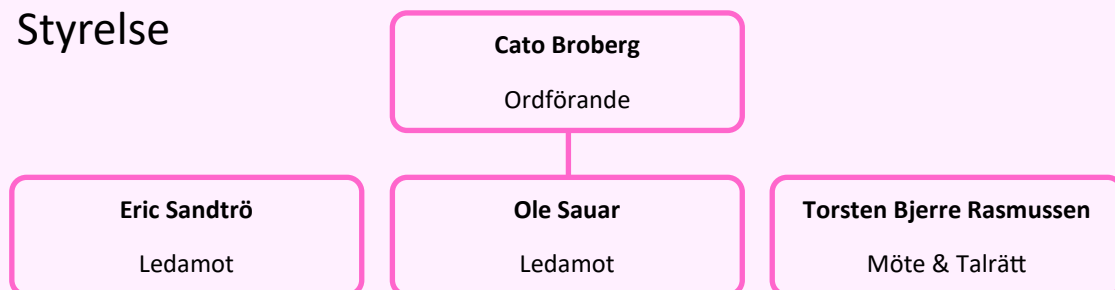 Styrelse
Cato Broberg
Ordförande
Eric Sandtrö
Ledamot
Ole Sauar
Ledamot
Torsten Bjerre Rasmussen
Möte & Talrätt